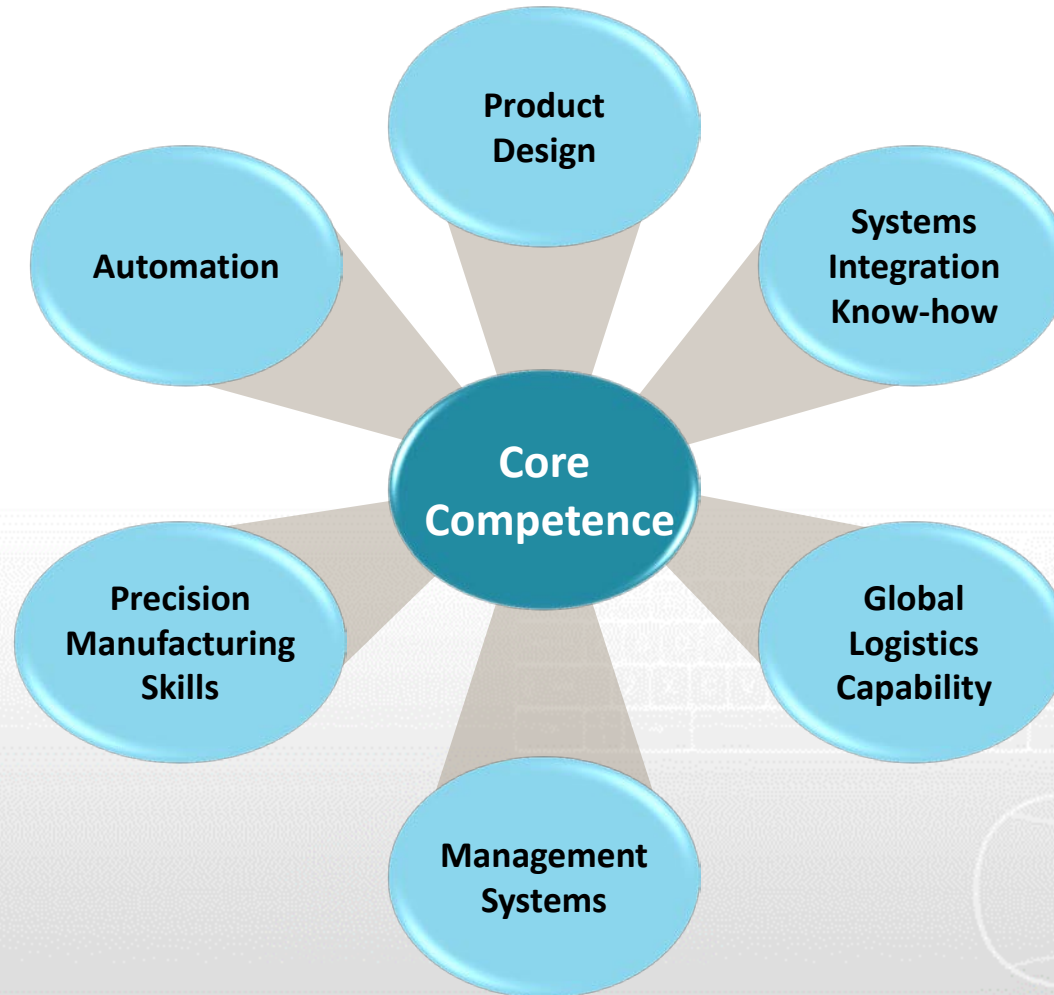 Product
Design
Automation
Systems
Integration
Know-how
Core
Competence
Precision
Manufacturing
Skills
Global
Logistics
Capability
Management
Systems